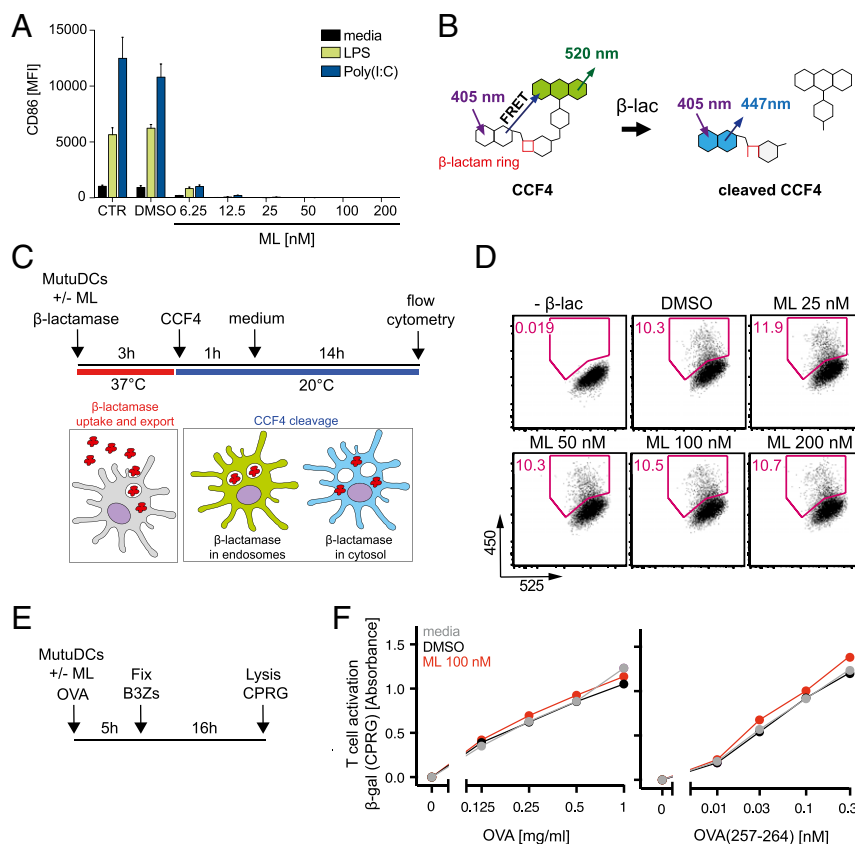 A
CD86 [MFI]
15000
10000
5000
0
media
LPS
Poly(I:C)
CTR
DMSO
6.25
12.5
25
50
100
200
ML [nM]
B
520 nm
405 nm
FRET
β-lactam ring
CCF4
β-lac
405 nm
447nm
cleaved CCF4
C
MutuDCs
+/- ML
β-lactamase
CCF4
medium
flow
cytometry
3h
1h
14h
37°C
20°C
β-lactamase
uptake and export
CCF4 cleavage
β-lactamase
in endosomes
β-lactamase
in cytosol
D
- β-lac
DMSO
ML 25 nM
0.019
10.3
11.9
ML 50 nM
ML 100 nM
ML 200 nM
10.3
10.5
10.7
450
525
E
MutuDCs
+/- ML
OVA
Fix
B3Zs
Lysis
CPRG
5h
16h
F
T cell activation
β-gal (CPRG) [Absorbance]
1.5
1.0
0.5
0.0
media
DMSO
ML 100 nM
0
0.125
0.25
0.5
1
OVA [mg/ml]
0
0.01
0.03
0.1
0.3
OVA(257-264) [nM]